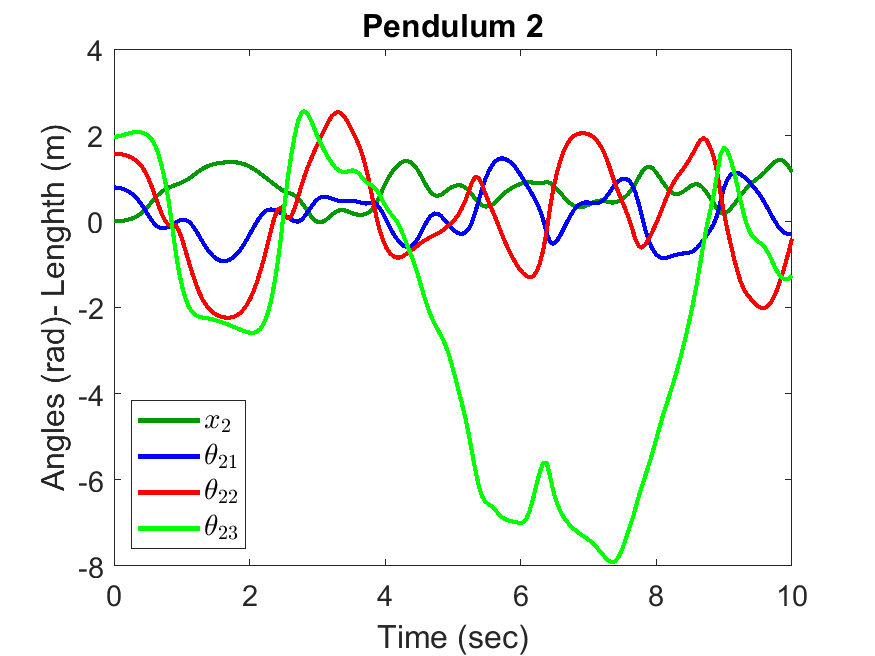 Pendulum 2
4
2
0
-2
-4
-6
-8
Angles (rad)- Lenghth (m)
x₂
θ₂₁
θ₂₂
θ₂₃
0 2 4 6 8 10
Time (sec)